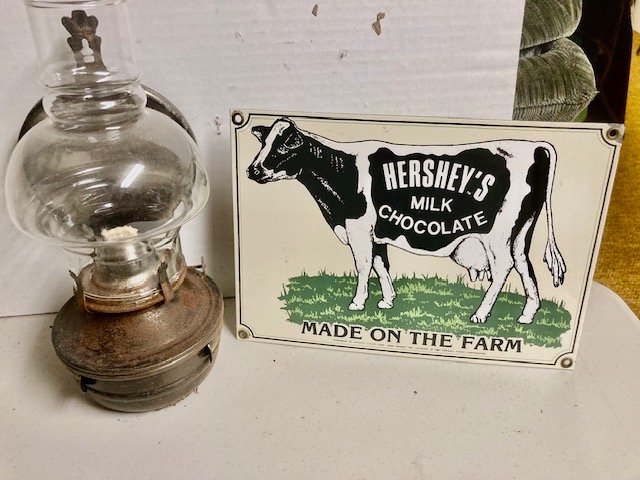 HERSHEY'S
MILK
CHOCOLATE
MADE ON THE FARM